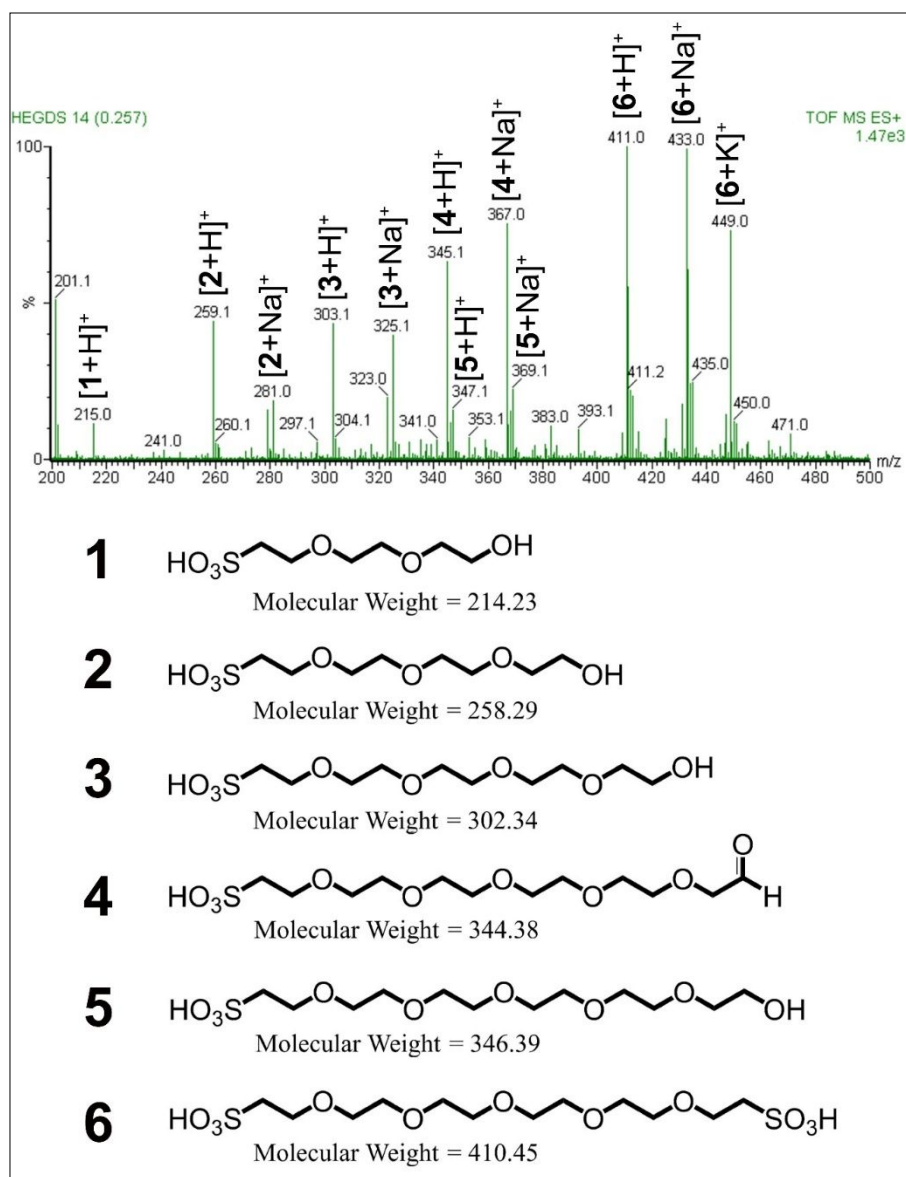 [6+H]⁺
[6+Na]⁺
HEGDS 14 (0.257)
TOF MS ES+
1.47e3
[4+Na]⁺
100
411.0
433.0
[6+K]⁺
[4+H]⁺
449.0
[2+H]⁺
[3+H]⁺
[3+Na]⁺
367.0
[5+Na]⁺
345.1
[2+Na]⁺
[5+H]⁺
%
201.1
[1+H]⁺
259.1
303.1
325.1
215.0
281.0
323.0
369.1
411.2
435.0
347.1
241.0
260.1
297.1
304.1
341.0
353.1
383.0
393.1
450.0
471.0
0
m/z
200 220 240 260 280 300 320 340 360 380 400 420 440 460 480 500
1
HO₃S O O OH
Molecular Weight = 214.23
2
HO₃S O O O OH
Molecular Weight = 258.29
3
HO₃S O O O O OH
Molecular Weight = 302.34
4
HO₃S O O O O O O H
Molecular Weight = 344.38
5
HO₃S O O O O O OH
Molecular Weight = 346.39
6
HO₃S O O O O O SO₃H
Molecular Weight = 410.45